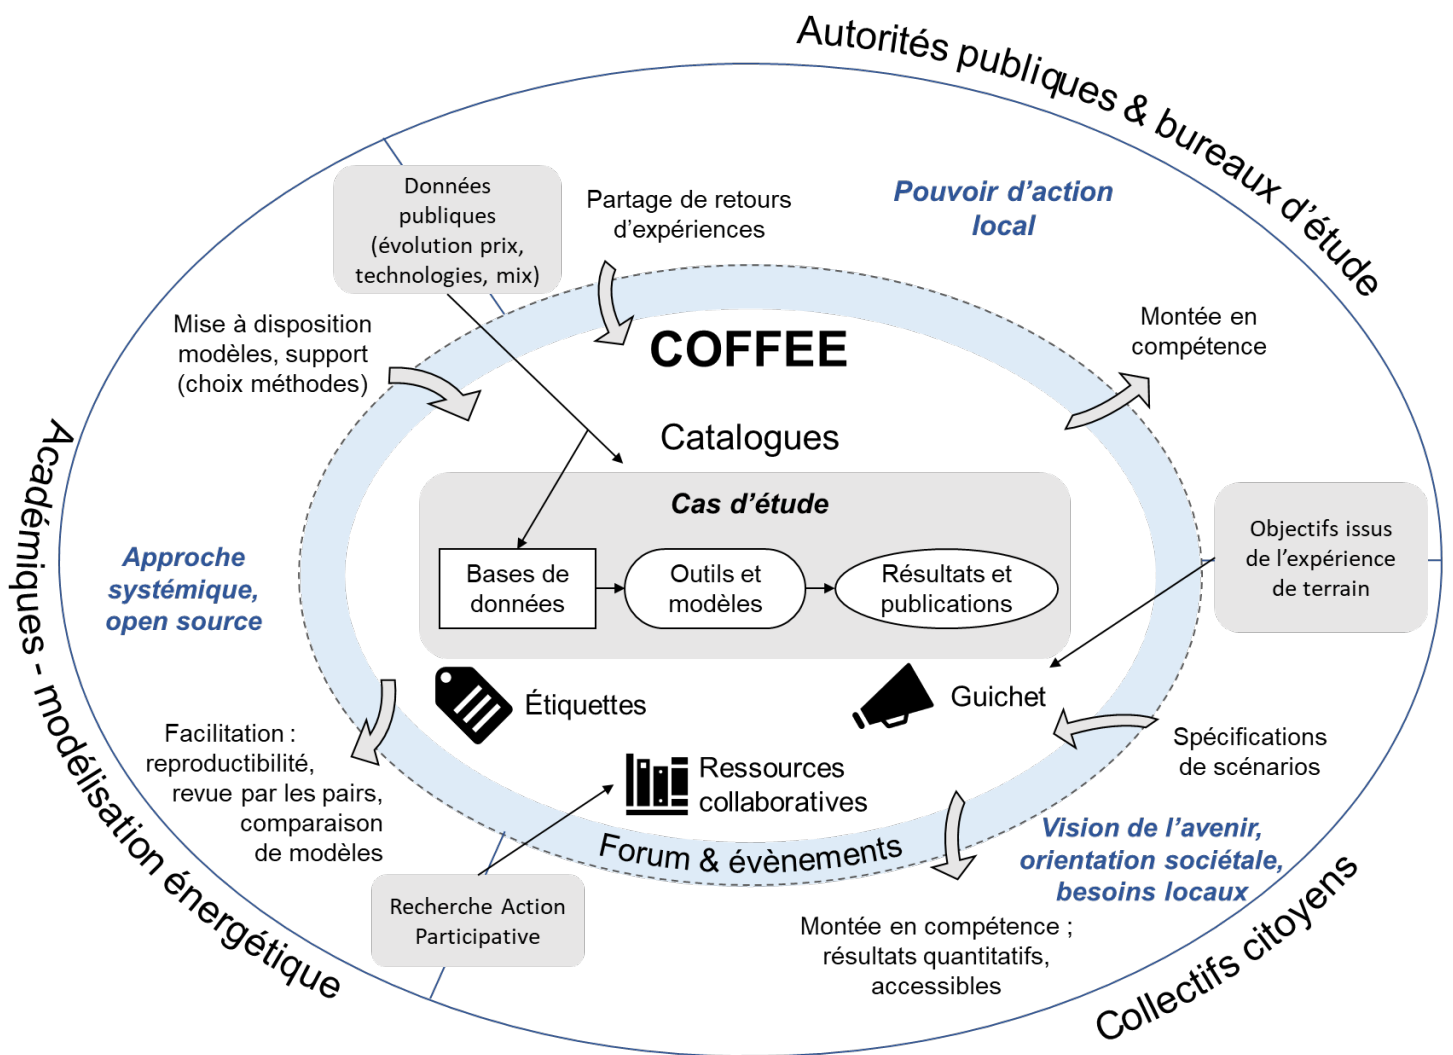 Autorités publiques & bureaux d'étude
Données
publiques
(évolution prix,
technologies, mix)
Partage de retours
d'expériences
Pouvoir d'action
local
Mise à disposition
modèles, support
(choix méthodes)
COFFEE
Montée en
compétence
Catalogues
Cas d'étude
Bases de
données
Outils et
modèles
Résultats et
publications
Objectifs issus
de l'expérience
de terrain
Approche
systémique,
open source
Académiques - modélisation énergétique
Étiquettes
Guichet
Ressources
collaboratives
Facilitation :
reproductibilité,
revue par les pairs,
comparaison
de modèles
Spécifications
de scénarios
Forum & évènements
Vision de l'avenir,
orientation sociétale,
besoins locaux
Recherche Action
Participative
Montée en compétence ;
résultats quantitatifs,
accessibles
Collectifs citoyens